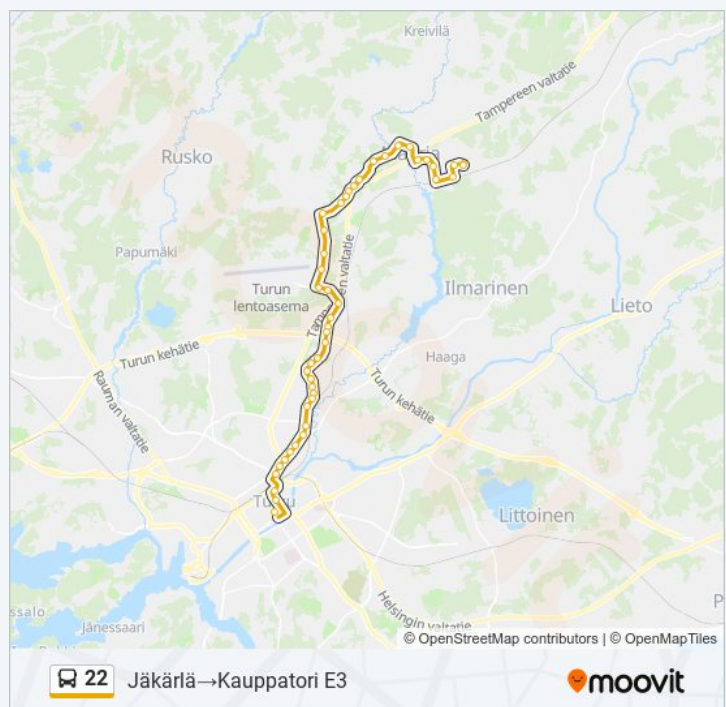 Kreivilä
Tampereen valtatie
Rusko
Papumäki
Ilmarinen
Turun
lentoasema
Lieto
Haaga
Turun kehätie
Turun kehätie
Rauman valtatie
Littoinen
Helsingin valtatie
Jänessaari
© OpenStreetMap contributors | © OpenMapTiles
22 Jäkärlä→Kauppatori E3
moovit